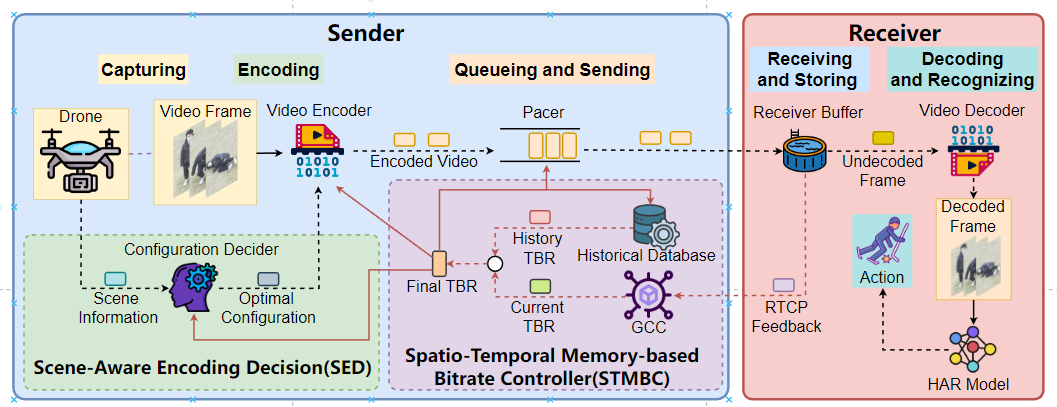 Sender
Receiver
Capturing
Encoding
Queueing and Sending
Receiving
and Storing
Decoding
and Recognizing
Drone
Video Frame
Video Encoder
01010
10101
Encoded Video
Pacer
Receiver Buffer
Undecoded
Frame
Video Decoder
01010
10101
Decoded
Frame
Action
HAR Model
RTCP
Feedback
Configuration Decider
Scene
Information
Optimal
Configuration
Scene-Aware Encoding Decision(SED)
Final TBR
History
TBR
Historical Database
Current
TBR
GCC
Spatio-Temporal Memory-based
Bitrate Controller(STMBC)